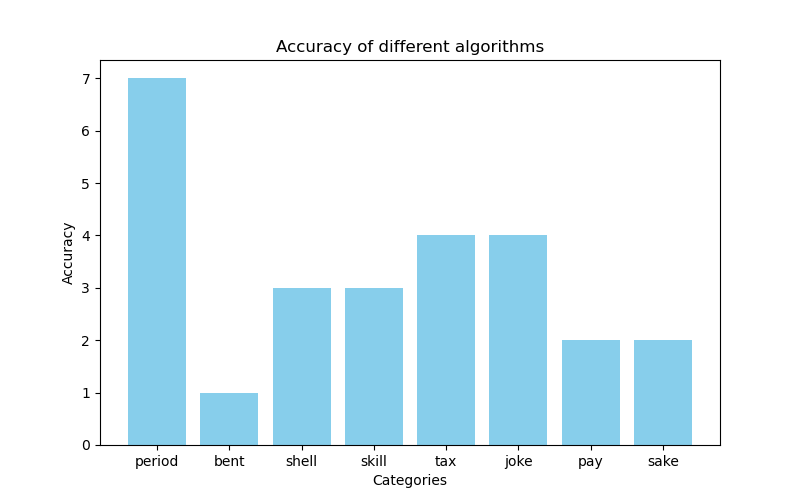 Accuracy of different algorithms
7
6
5
4
3
2
1
0
Accuracy
period bent shell skill tax joke pay sake
Categories